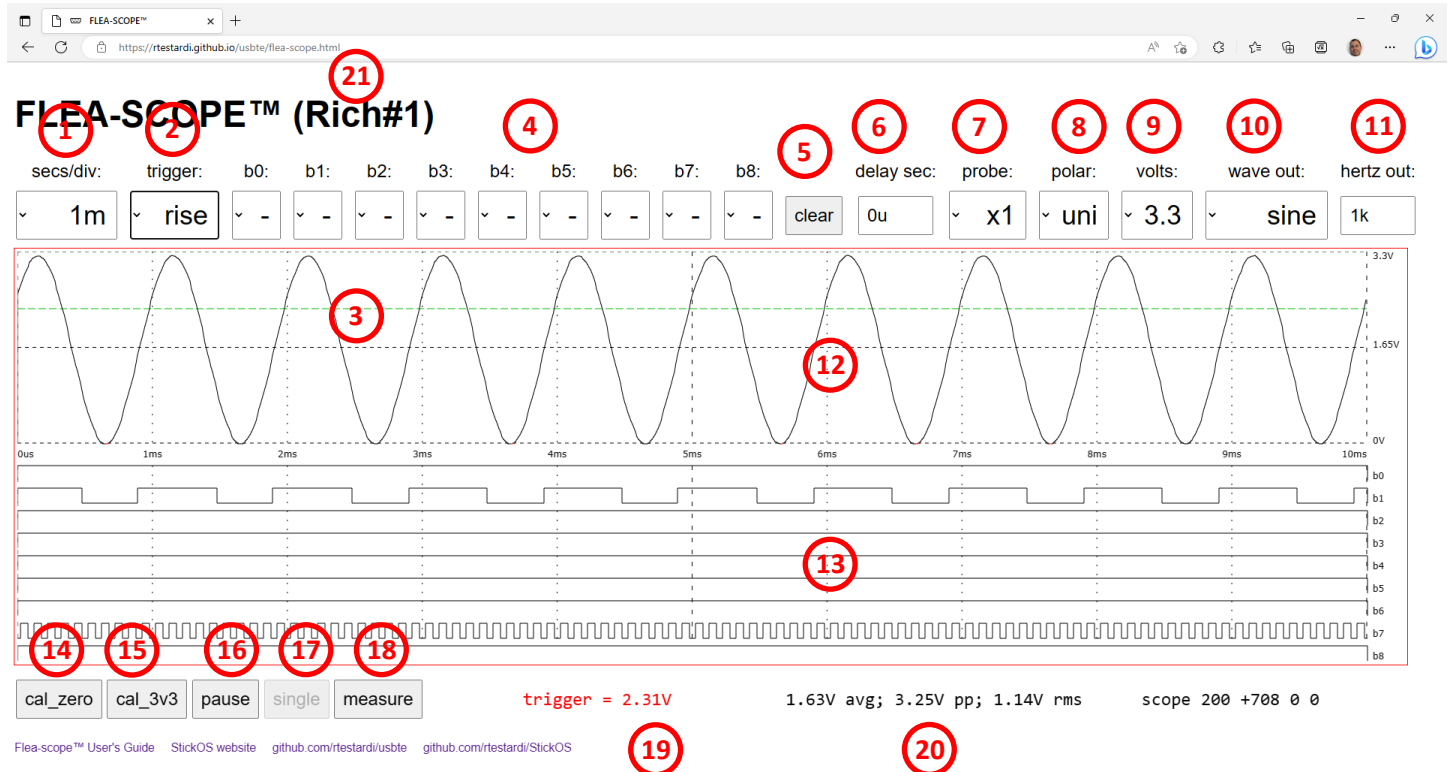 FLEA-SCOPE™
https://rtestardi.github.io/usbte/flea-scope.html
21
FLEA-SCOPE™ (Rich#1)
1 2 4 5 6 7 8 9 10 11
secs/div: trigger: b0: b1: b2: b3: b4: b5: b6: b7: b8: delay sec: probe: polar: volts: wave out: hertz out:
1m rise - - - - - - - - - clear 0u x1 uni 3.3 sine 1k
3.3V
3
1.65V
12
0V
0us 1ms 2ms 3ms 4ms 5ms 6ms 7ms 8ms 9ms 10ms
b0
b1
b2
b3
13
b4
b5
b6
b7
14 15 16 17 18
b8
cal_zero cal_3v3 pause single measure trigger = 2.31V 1.63V avg; 3.25V pp; 1.14V rms scope 200 +708 0 0
Flea-scope™ User's Guide StickOS website github.com/rtestardi/usbte github.com/rtestardi/StickOS
19 20